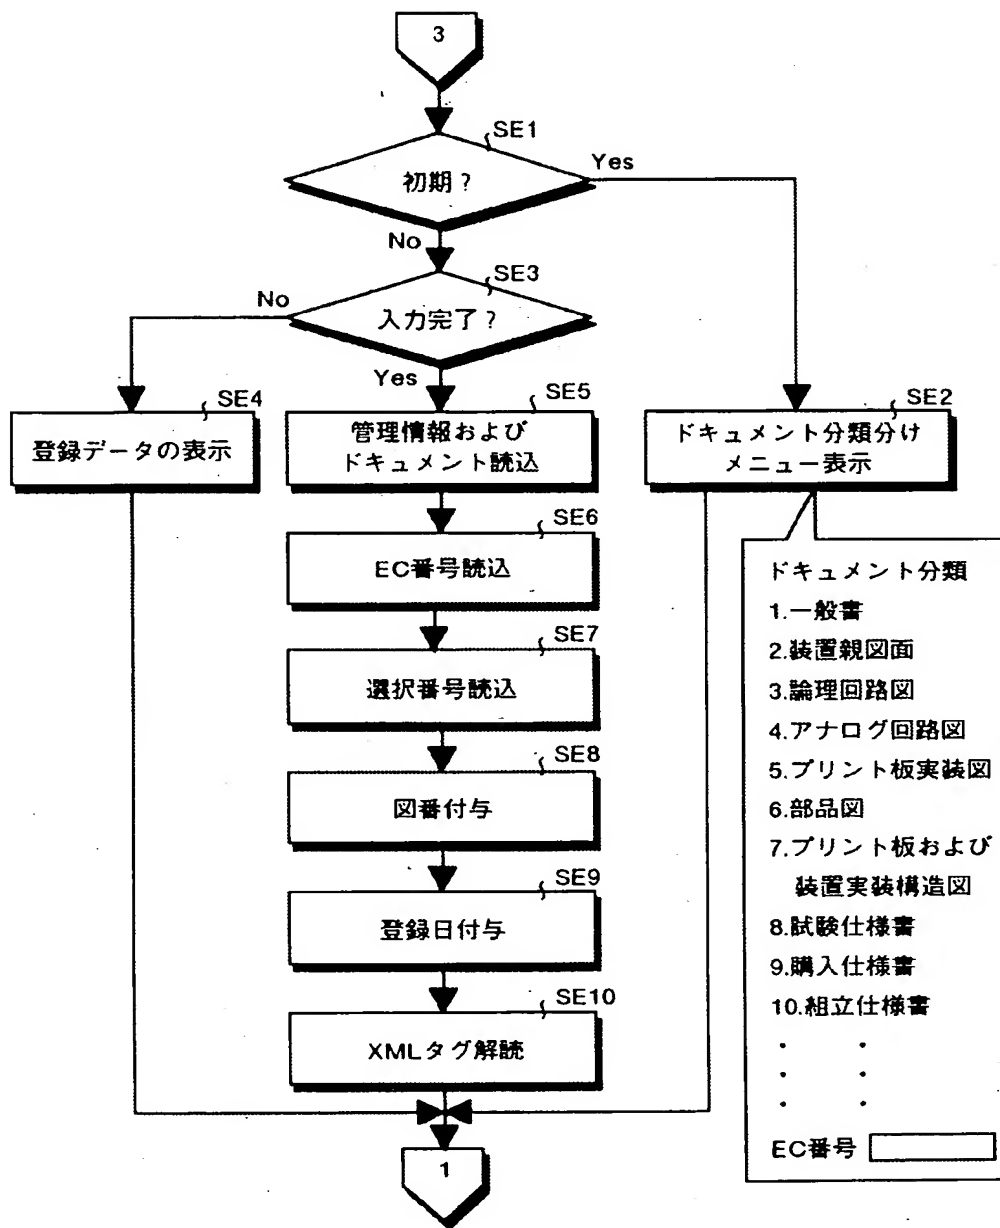 3
SE1
初期?
Yes
No
SE3
入力完了?
No
Yes
SE4
登録データの表示
SE5
管理情報および
ドキュメント読込
SE2
ドキュメント分類分け
メニュー表示
SE6
EC番号読込
SE7
選択番号読込
SE8
図番付与
SE9
登録日付与
SE10
XMLタグ解読
1
ドキュメント分類
1.一般書
2.装置親図面
3.論理回路図
4.アナログ回路図
5.プリント板実装図
6.部品図
7.プリント板および
装置実装構造図
8.試験仕様書
9.購入仕様書
10.組立仕様書
・ ・
・ ・
・ ・
EC番号